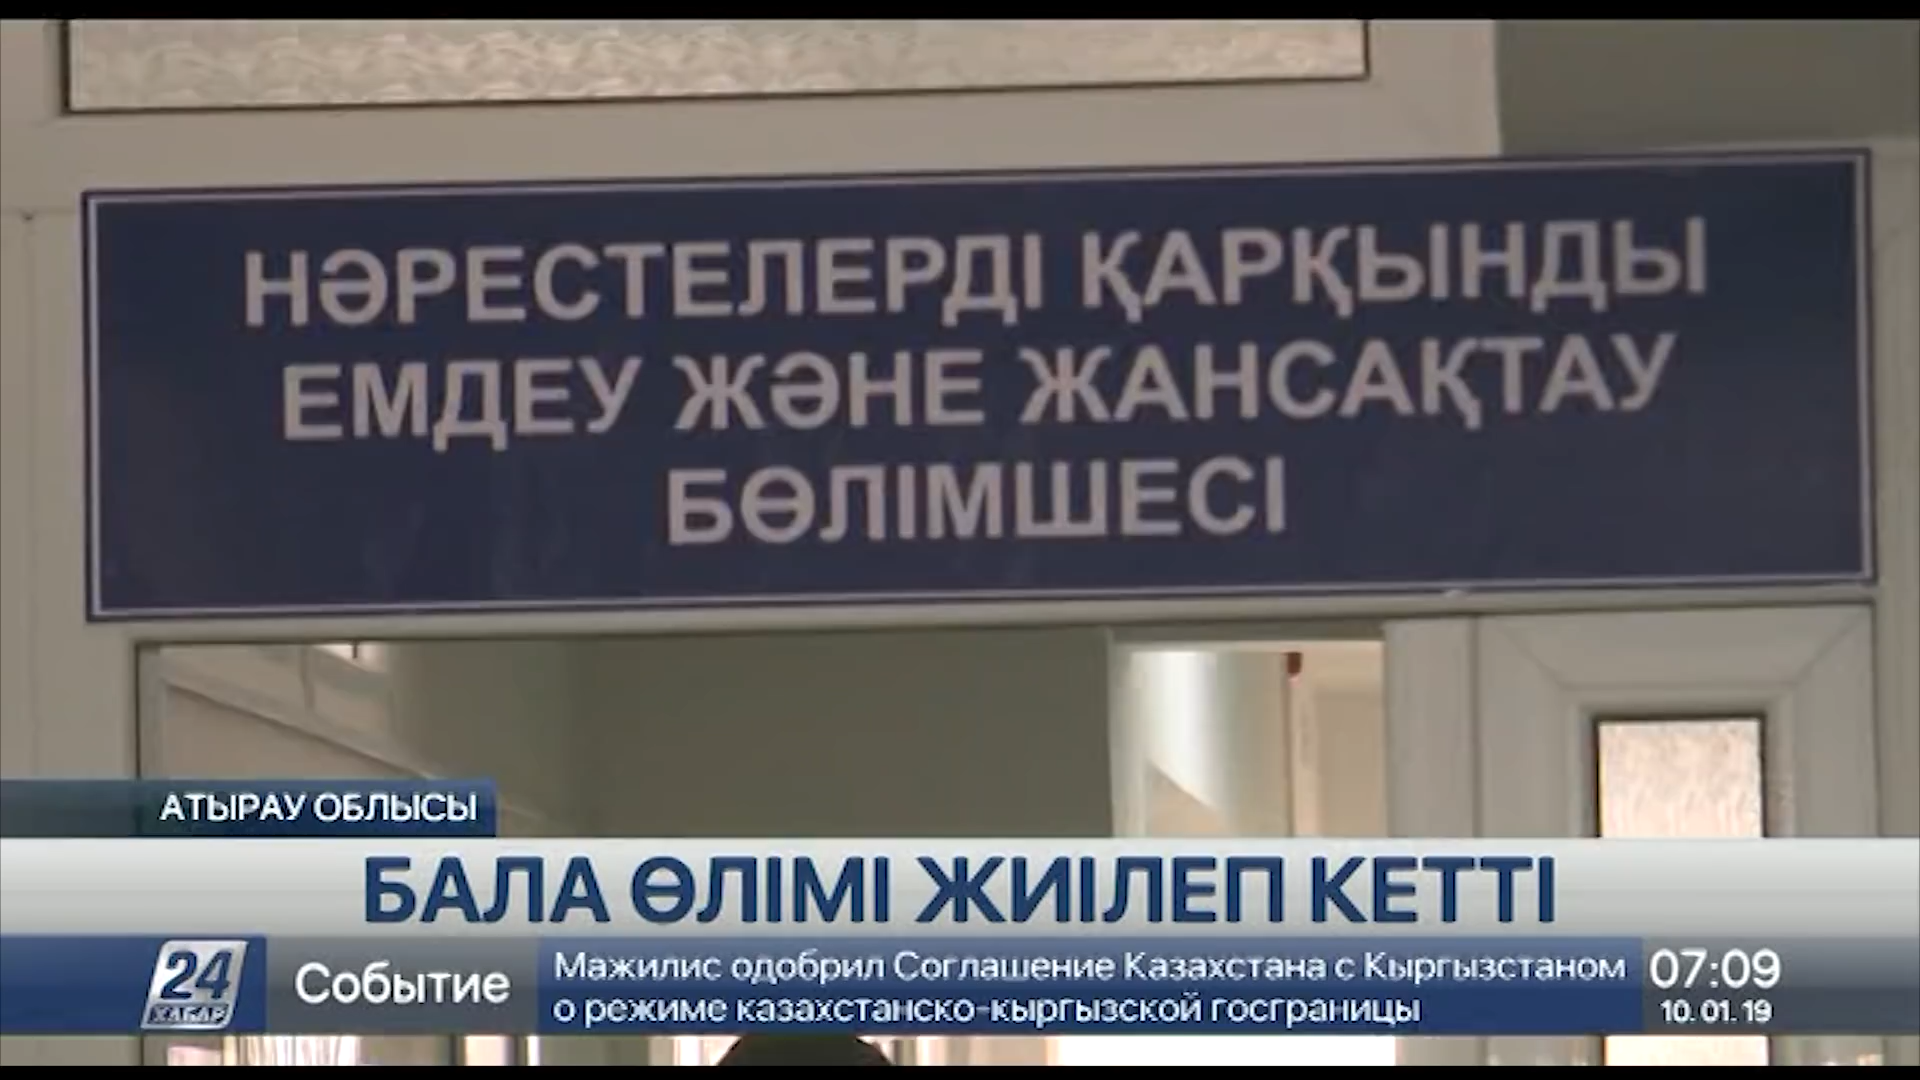 НӘРЕСТЕЛЕРДІ ҚАРҚЫНДЫ
ЕМДЕУ ЖӘНЕ ЖАНСАҚТАУ
БӨЛІМШЕСІ
АТЫРАУ ОБЛЫСЫ
БАЛА ӨЛІМІ ЖИІЛЕП КЕТТІ
24
ХАБАР
Событие
Мажилис одобрил Соглашение Казахстана с Кыргызстаном
о режиме казахстанско-кыргызской госграницы
07:09
10.01.19